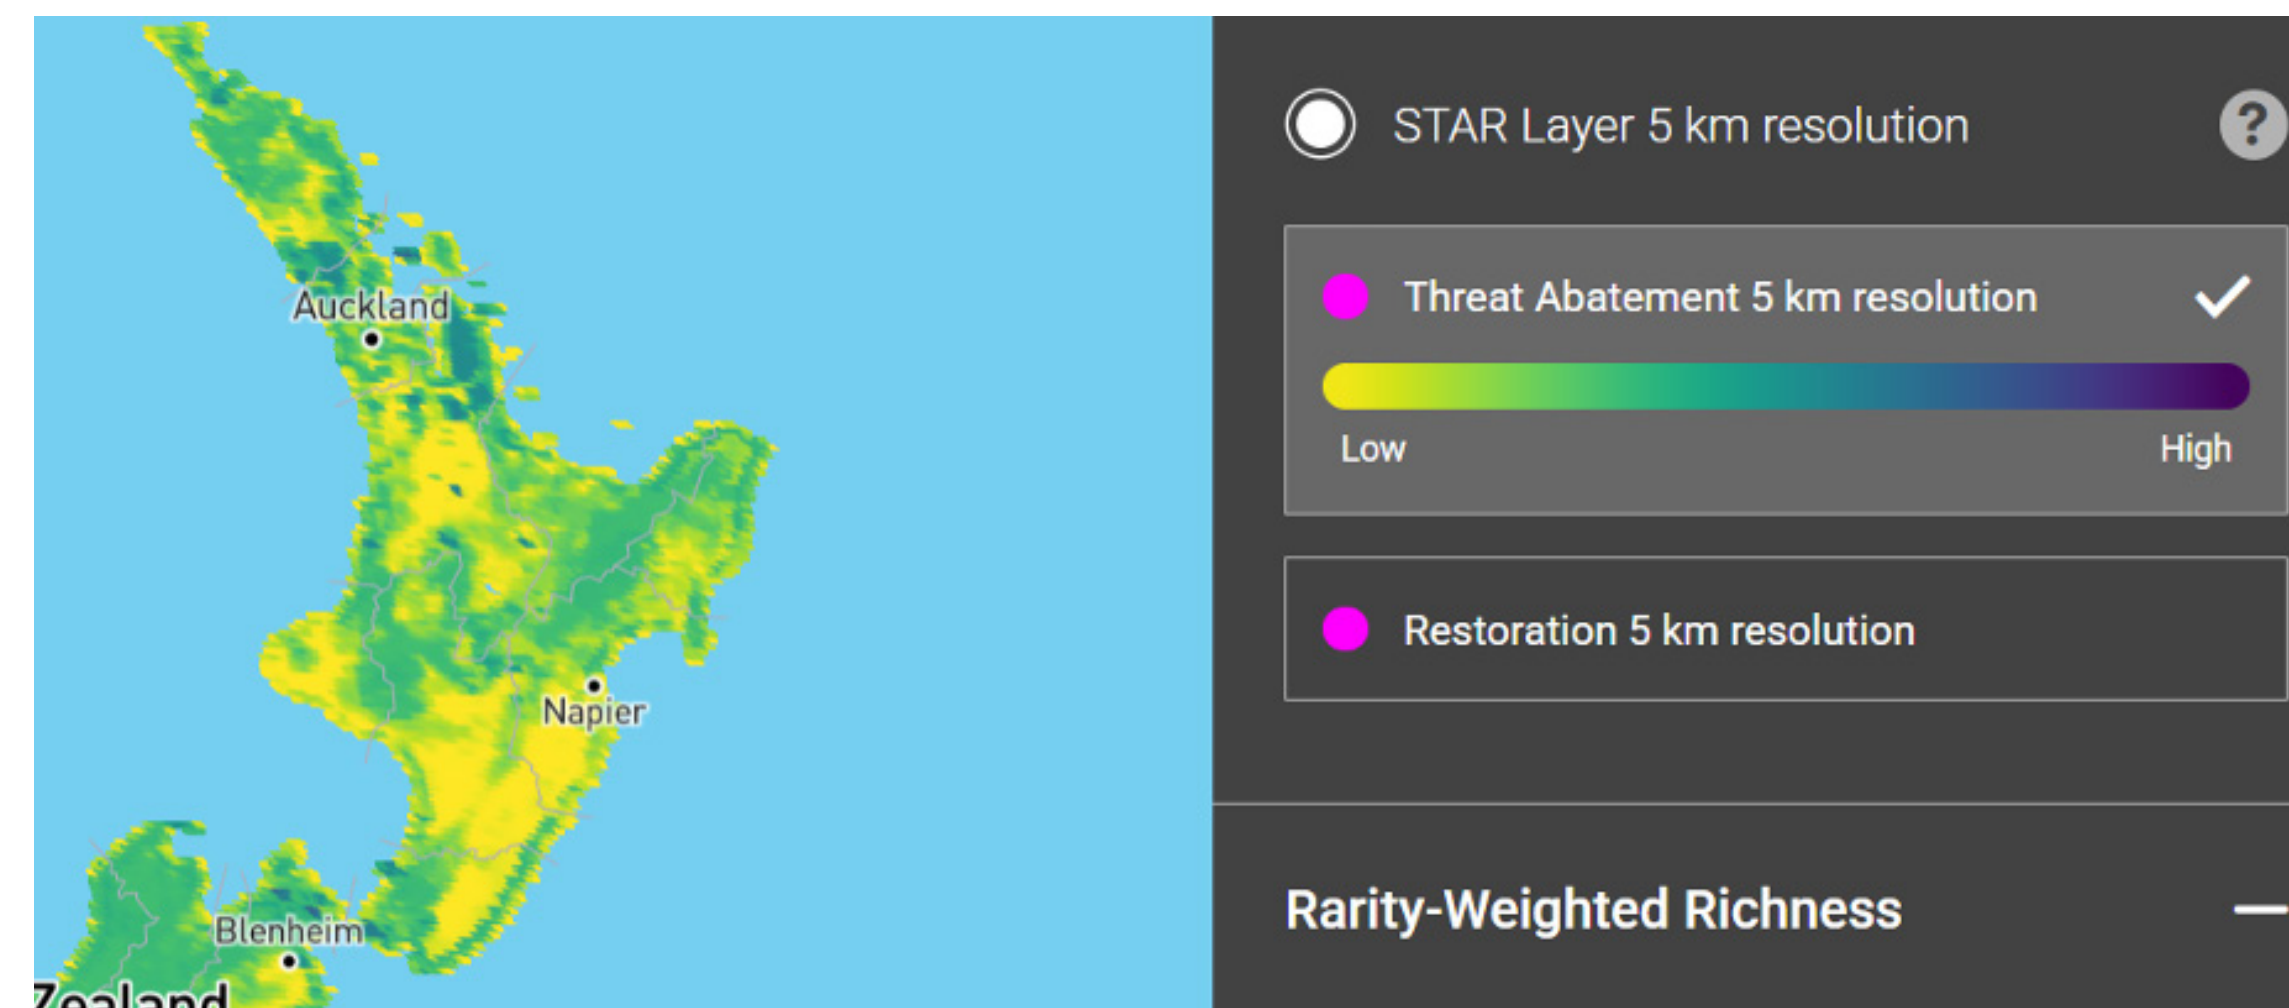 Auckland
Napier
Blenheim
Zealand
STAR Layer 5 km resolution
?
Threat Abatement 5 km resolution
Low
High
Restoration 5 km resolution
Rarity-Weighted Richness